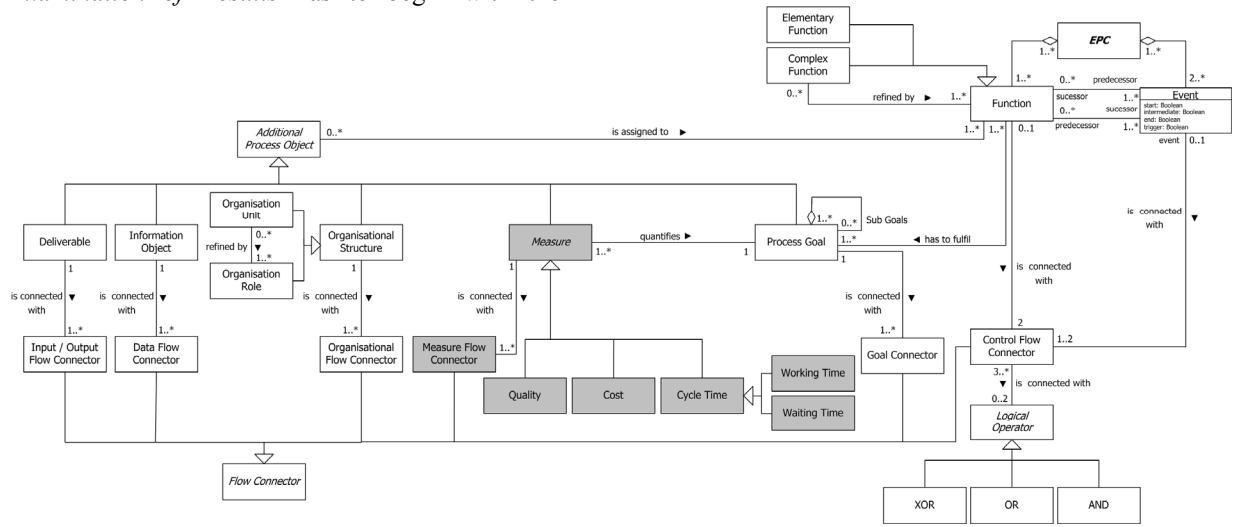 Elementary
Function
EPC
1..*
1..*
Complex
Function
0..*
refined by ►
1..*
1..*
0..*
predecessor
2..*
Function
sucessor
1..*
Event
0..*
sucessor
predecessor
1..*
start: Boolean
intermediate: Boolean
end: Boolean
trigger: Boolean
Additional
Process Object
0..*
is assigned to ►
1..*
1..*
0..1
event
0..1
Organisation
Unit
0..*
refined by
▼
1..*
Organisation
Role
Deliverable
Information
Object
Organisational
Structure
Measure
1..*
quantifies ►
1
Process Goal
1..*
0..*
Sub Goals
1..*
◄ has to fulfil
is connected
▼
with
1
is connected
▼
with
1..*
1
is connected
▼
with
1..*
1
is connected
▼
with
1..*
1
is connected
▼
with
1..*
1
is connected
▼
with
1..*
is connected
▼
with
2
Input / Output
Flow Connector
Data Flow
Connector
Organisational
Flow Connector
Measure Flow
Connector
Goal Connector
Control Flow
Connector
1..2
Quality
Cost
Cycle Time
Working Time
Waiting Time
3..*
▼ is connected with
0..2
Logical
Operator
Flow Connector
XOR
OR
AND